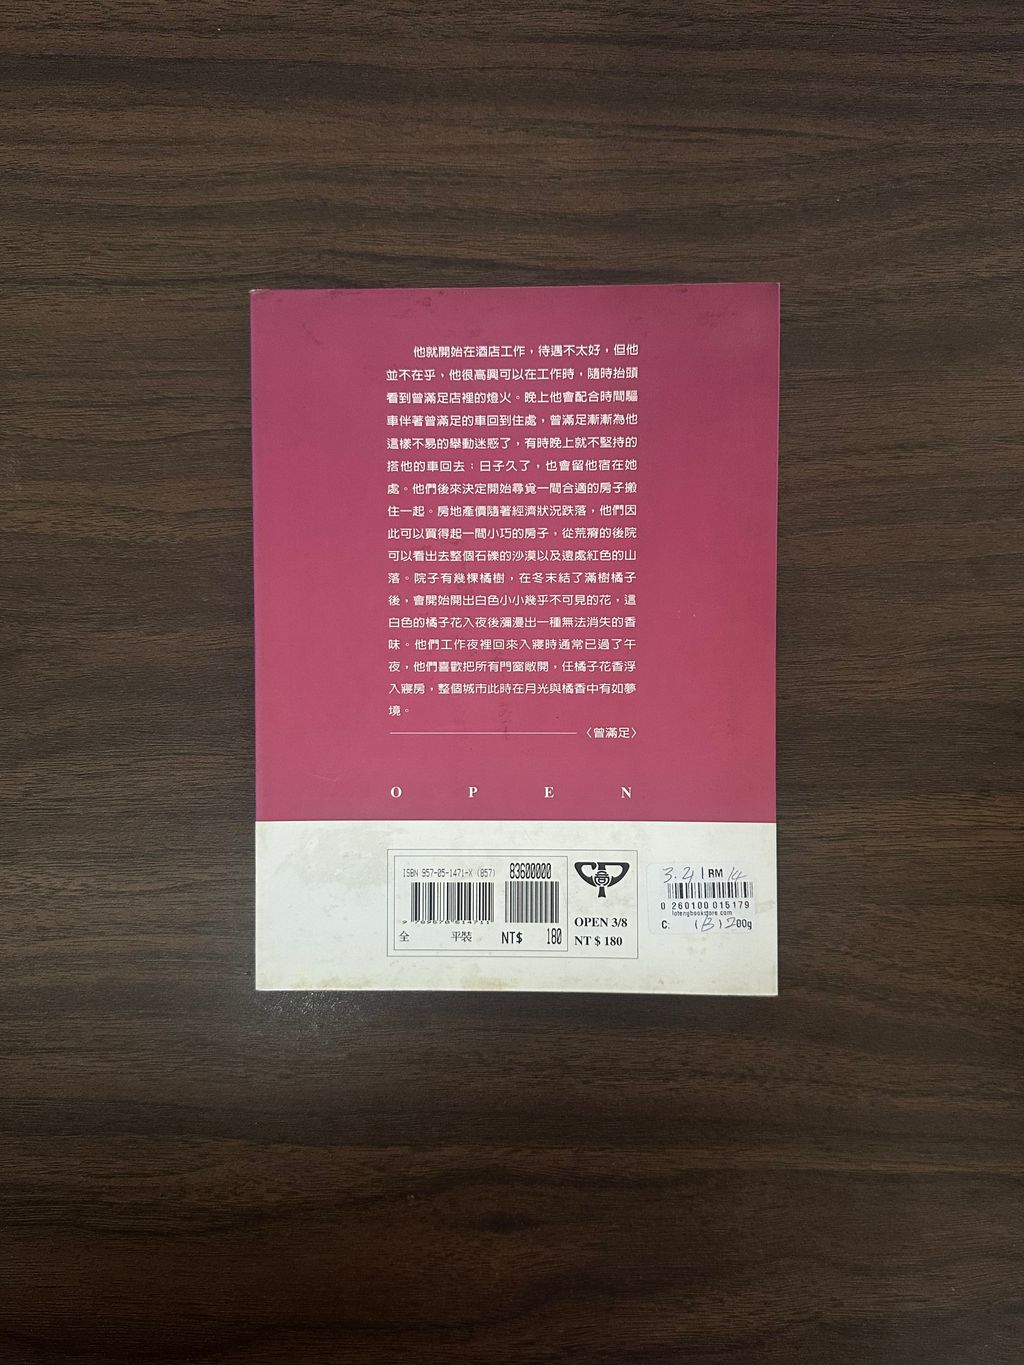 他就開始在酒店工作，待遇不太好，但他
並不在乎，他很高興可以在工作時，隨時抬頭
看到曾滿足店裡的燈火。晚上他會配合時間驅
車伴著曾滿足的車回到住處，曾滿足漸漸為他
這樣不易的舉動迷惑了，有時晚上就不堅持的
搭他的車回去；日子久了，也會留他宿在她
處。他們後來決定開始尋覓一間合適的房子搬
住一起。房地產價隨著經濟狀況跌落，他們因
此可以買得起一間小巧的房子，從荒瘠的後院
可以看出去整個石礫的沙漠以及遠處紅色的山
落。院子有幾棵橘樹，在冬末結了滿樹橘子
後，會開始開出白色小小幾乎不可見的花，這
白色的橘子花入夜後瀰漫出一種無法消失的香
味。他們工作夜裡回來入寢時通常已過了午
夜，他們喜歡把所有門窗敞開，任橘子花香浮
入寢房，整個城市此時在月光與橘香中有如夢
境。
〈曾滿足〉
O P E N
ISBN 957-05-1471-X (857) 83600000
9 789570 514711
全 平裝 NT$ 180
OPEN 3/8
NT $ 180
3.21 RM 14
0 260100 015179
lotengbookstore.com
C: 200g